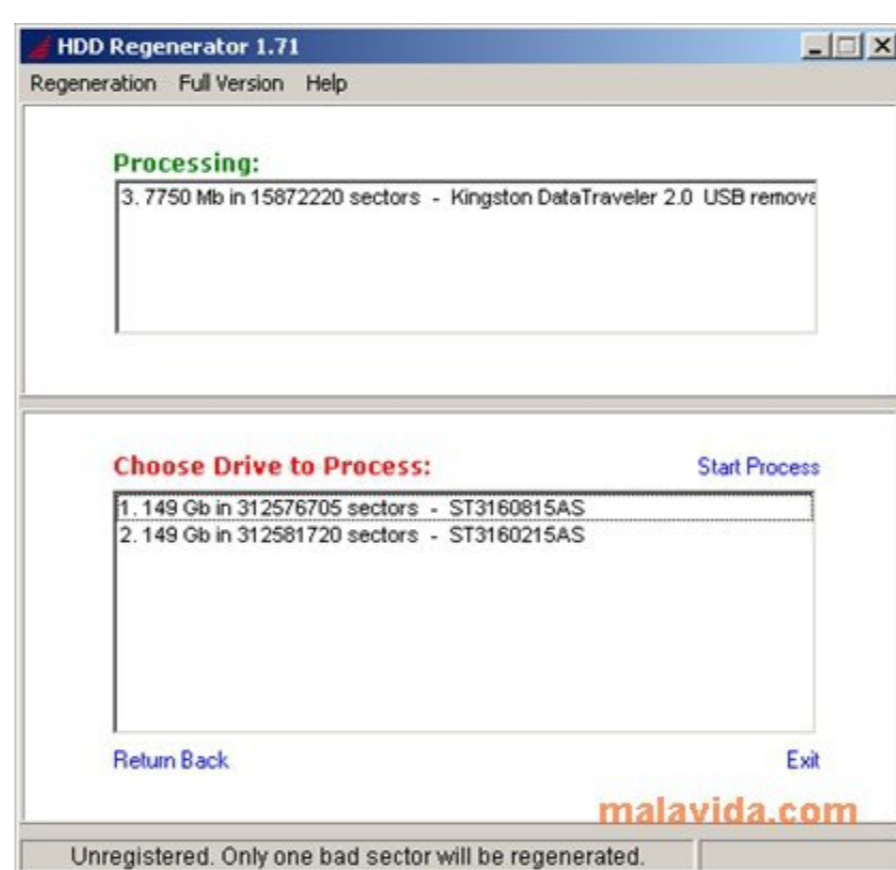 HDD Regenerator 1.71
Regeneration Full Version Help
Processing:
3. 7750 Mb in 15872220 sectors - Kingston DataTraveler 2.0 USB remova
Choose Drive to Process:
Start Process
1. 149 Gb in 312576705 sectors - ST3160815AS
2. 149 Gb in 312581720 sectors - ST3160215AS
Return Back
Exit
malavida.com
Unregistered. Only one bad sector will be regenerated.